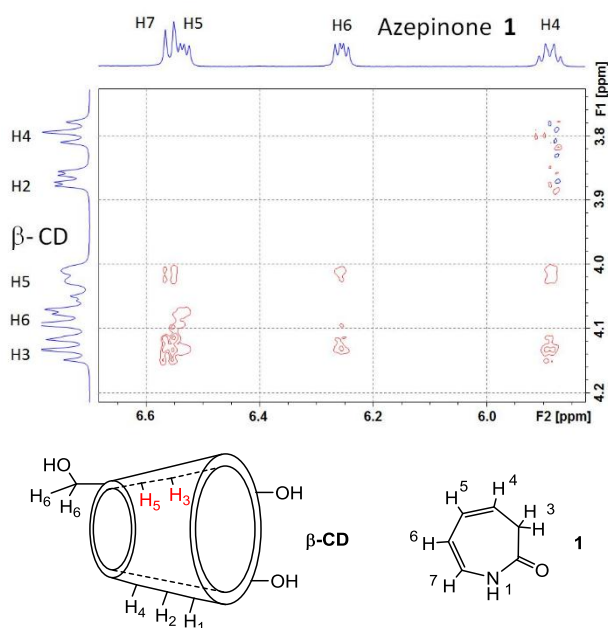 H7 H5 H6 Azepinone 1 H4
F1 [ppm]
H4
H2
β- CD
H5
H6
H3
3.8
3.9
4.0
4.1
4.2
6.6 6.4 6.2 6.0 F2 [ppm]
HO
H6
H6
H5
H3
OH
OH
β-CD
H4
H2
H1
5 4
H H
3
H
H
6
H
7
H
N
H 1
O
1